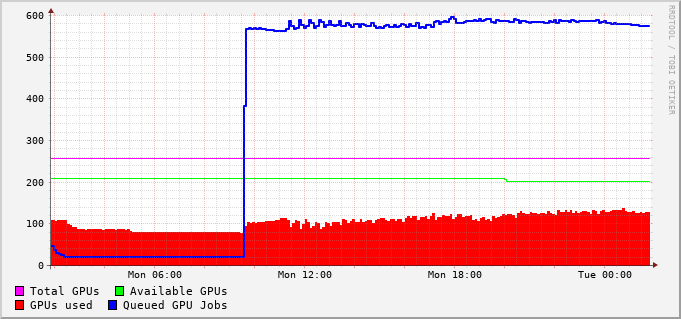 600
500
400
300
200
100
0
Mon 06:00 Mon 12:00 Mon 18:00 Tue 00:00
Total GPUs Available GPUs
GPUs used Queued GPU Jobs
RRDTOOL / TOBI OETIKER